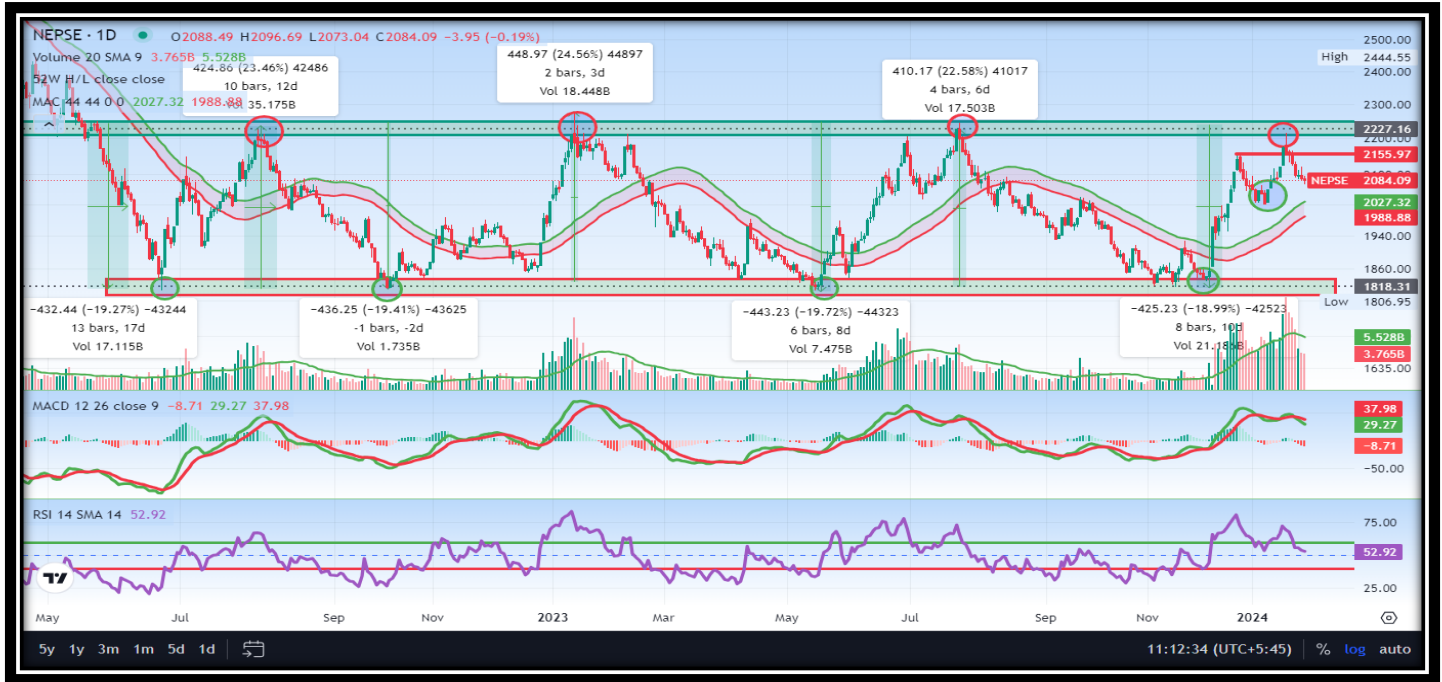 NEPSE · 1D O2088.49 H2096.69 L2073.04 C2084.09 −3.95 (−0.19%)
Volume 20 SMA 9 3.765B 5.528B
52W H/L close close
MAC 44 44 0 0 2027.32 1988.88
424.86 (23.46%) 42486
10 bars, 12d
Vol 35.175B
448.97 (24.56%) 44897
2 bars, 3d
Vol 18.448B
410.17 (22.58%) 41017
4 bars, 6d
Vol 17.503B
2500.00
High 2444.55
2400.00
2300.00
2227.16
2200.00
2155.97
NEPSE 2084.09
2027.32
1988.88
1940.00
1860.00
1818.31
Low 1806.95
5.528B
3.765B
1635.00
−432.44 (−19.27%) −43244
13 bars, 17d
Vol 17.115B
−436.25 (−19.41%) −43625
-1 bars, -2d
Vol 1.735B
−443.23 (−19.72%) −44323
6 bars, 8d
Vol 7.475B
−425.23 (−18.99%) −42523
8 bars, 10d
Vol 21.186B
MACD 12 26 close 9 −8.71 29.27 37.98
37.98
29.27
−8.71
−50.00
RSI 14 SMA 14 52.92
75.00
52.92
25.00
May Jul Sep Nov 2023 Mar May Jul Sep Nov 2024
5y 1y 3m 1m 5d 1d 11:12:34 (UTC+5:45) % log auto